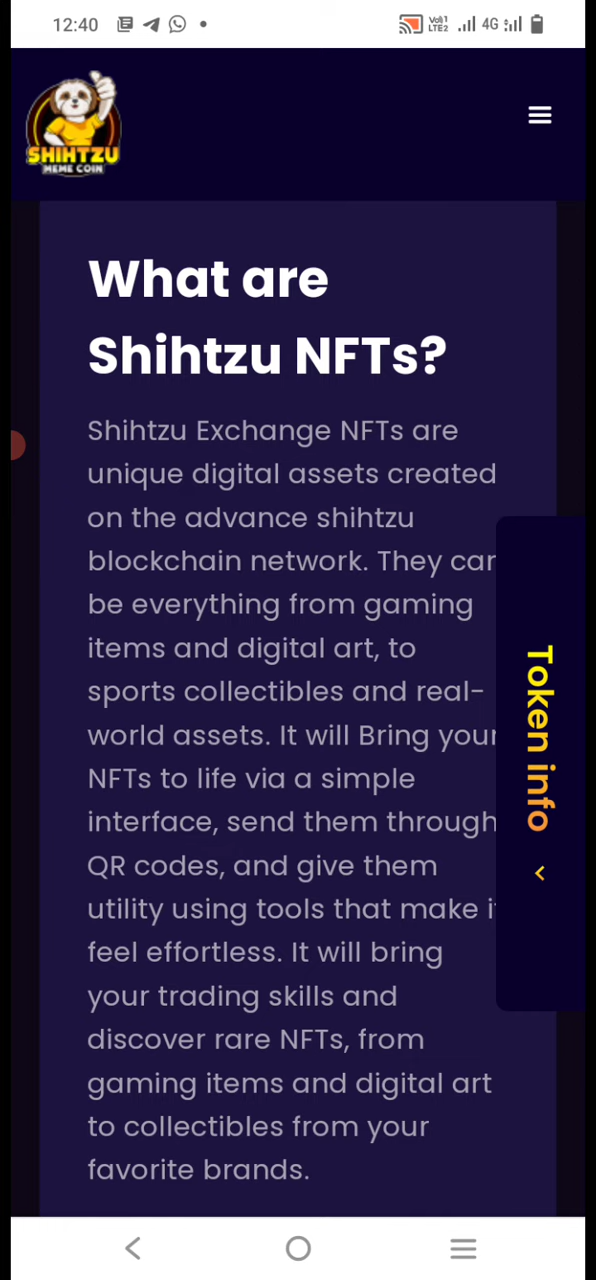 12:40
Vo1
LTE2
4G
SHIHTZU
MEME COIN
What are
Shihtzu NFTs?
Shihtzu Exchange NFTs are
unique digital assets created
on the advance shihtzu
blockchain network. They can
be everything from gaming
items and digital art, to
sports collectibles and real-
world assets. It will Bring your
NFTs to life via a simple
interface, send them through
QR codes, and give them
utility using tools that make it
feel effortless. It will bring
your trading skills and
discover rare NFTs, from
gaming items and digital art
to collectibles from your
favorite brands.
Token info